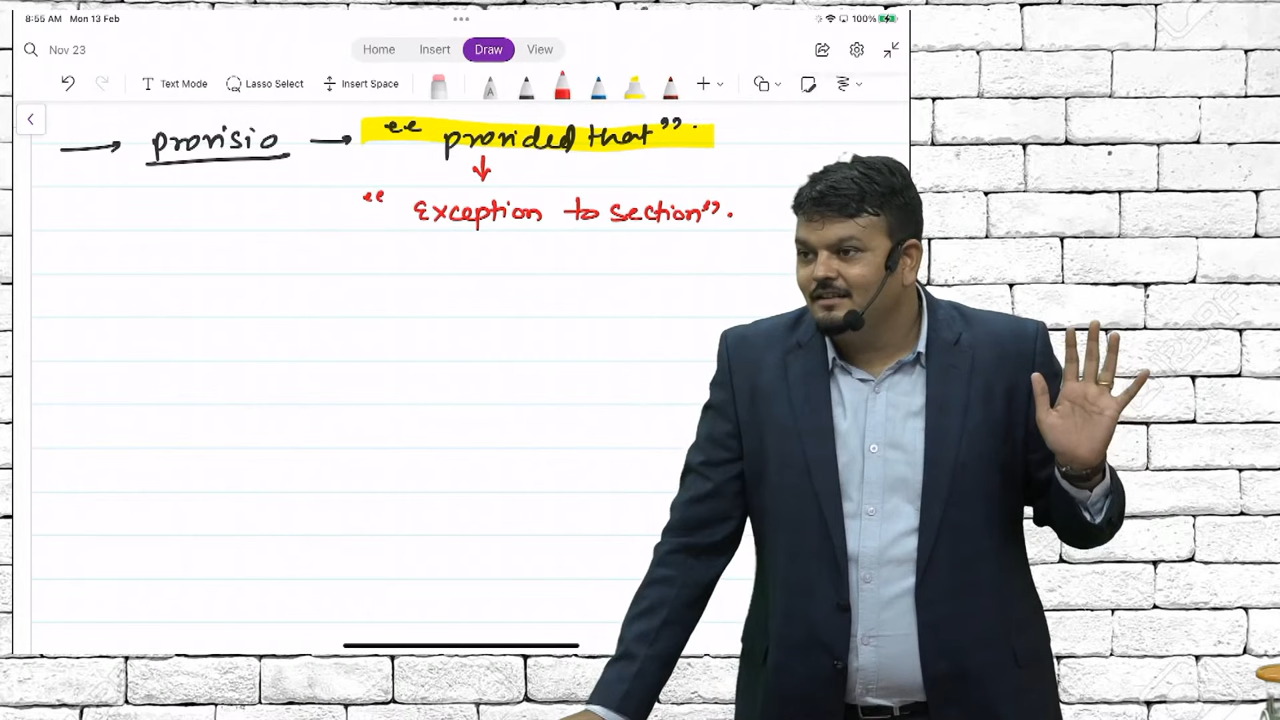 8:55 AM Mon 13 Feb
100%
Nov 23
Home Insert Draw View
Text Mode Lasso Select Insert Space
→ provisio → “ provided that”.
↓
“ Exception to section”.